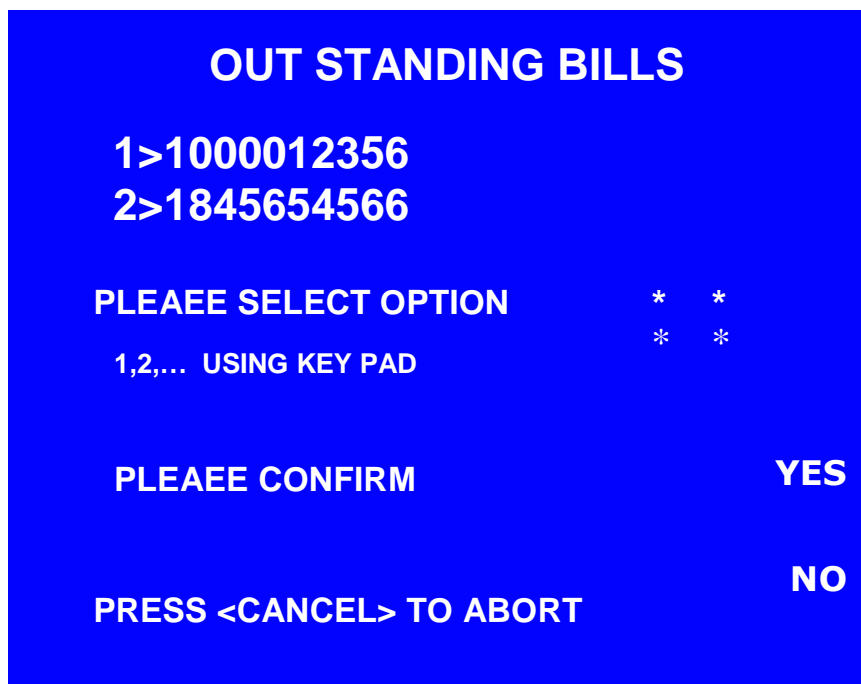 OUT STANDING BILLS
1>1000012356
2>1845654566
PLEAEE SELECT OPTION * *
* *
1,2,... USING KEY PAD
PLEAEE CONFIRM YES
NO
PRESS <CANCEL> TO ABORT